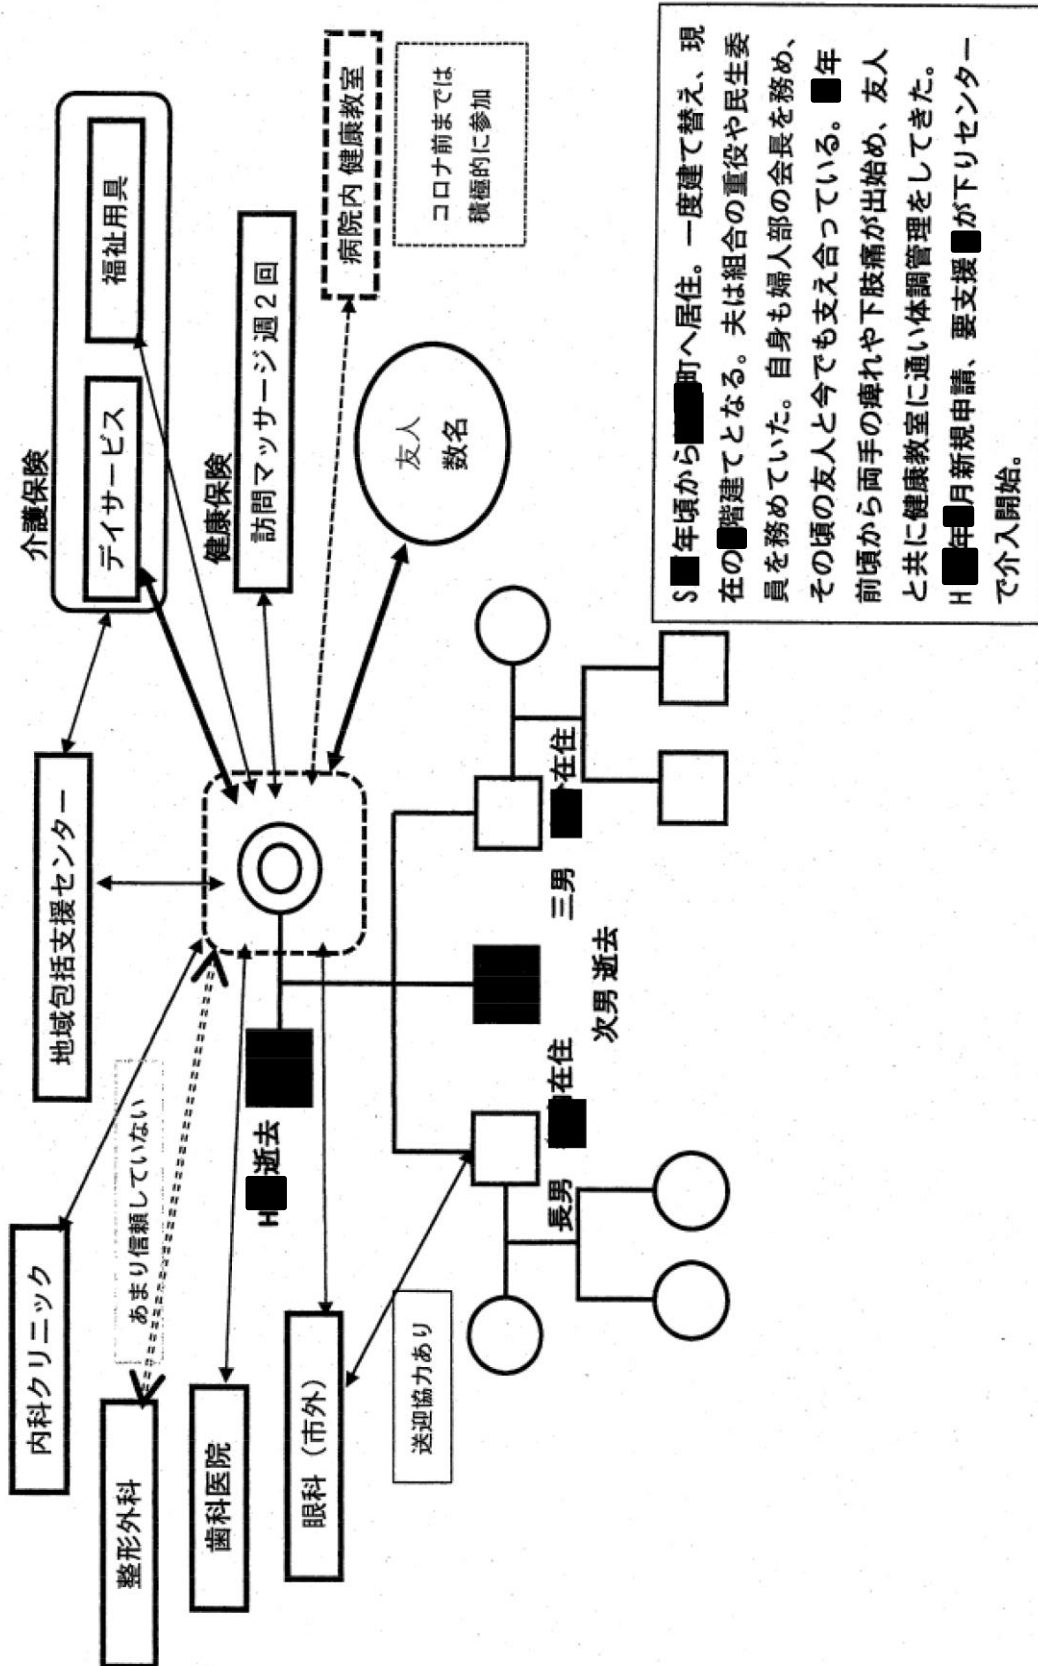 内科クリニック
地域包括支援センター
介護保険
デイサービス
福祉用具
整形外科
あまり信頼していない
健康保険
訪問マッサージ週2回
歯科医院
H 逝去
病院内 健康教室
眼科(市外)
友人
数名
コロナ前までは
積極的に参加
送迎協力あり
長男
在住
次男 逝去
三男
在住
S 年頃から 町へ居住。一度建て替え、現
在の 階建てとなる。夫は組合の重役や民生委
員を務めていた。自身も婦人部の会長を務め、
その頃の友人と今でも支え合っている。 年
前頃から両手の痺れや下肢痛が出始め、友人
と共に健康教室に通い体調管理をしてきた。
H 年 月新規申請、要支援 が下りセンター
で介入開始。